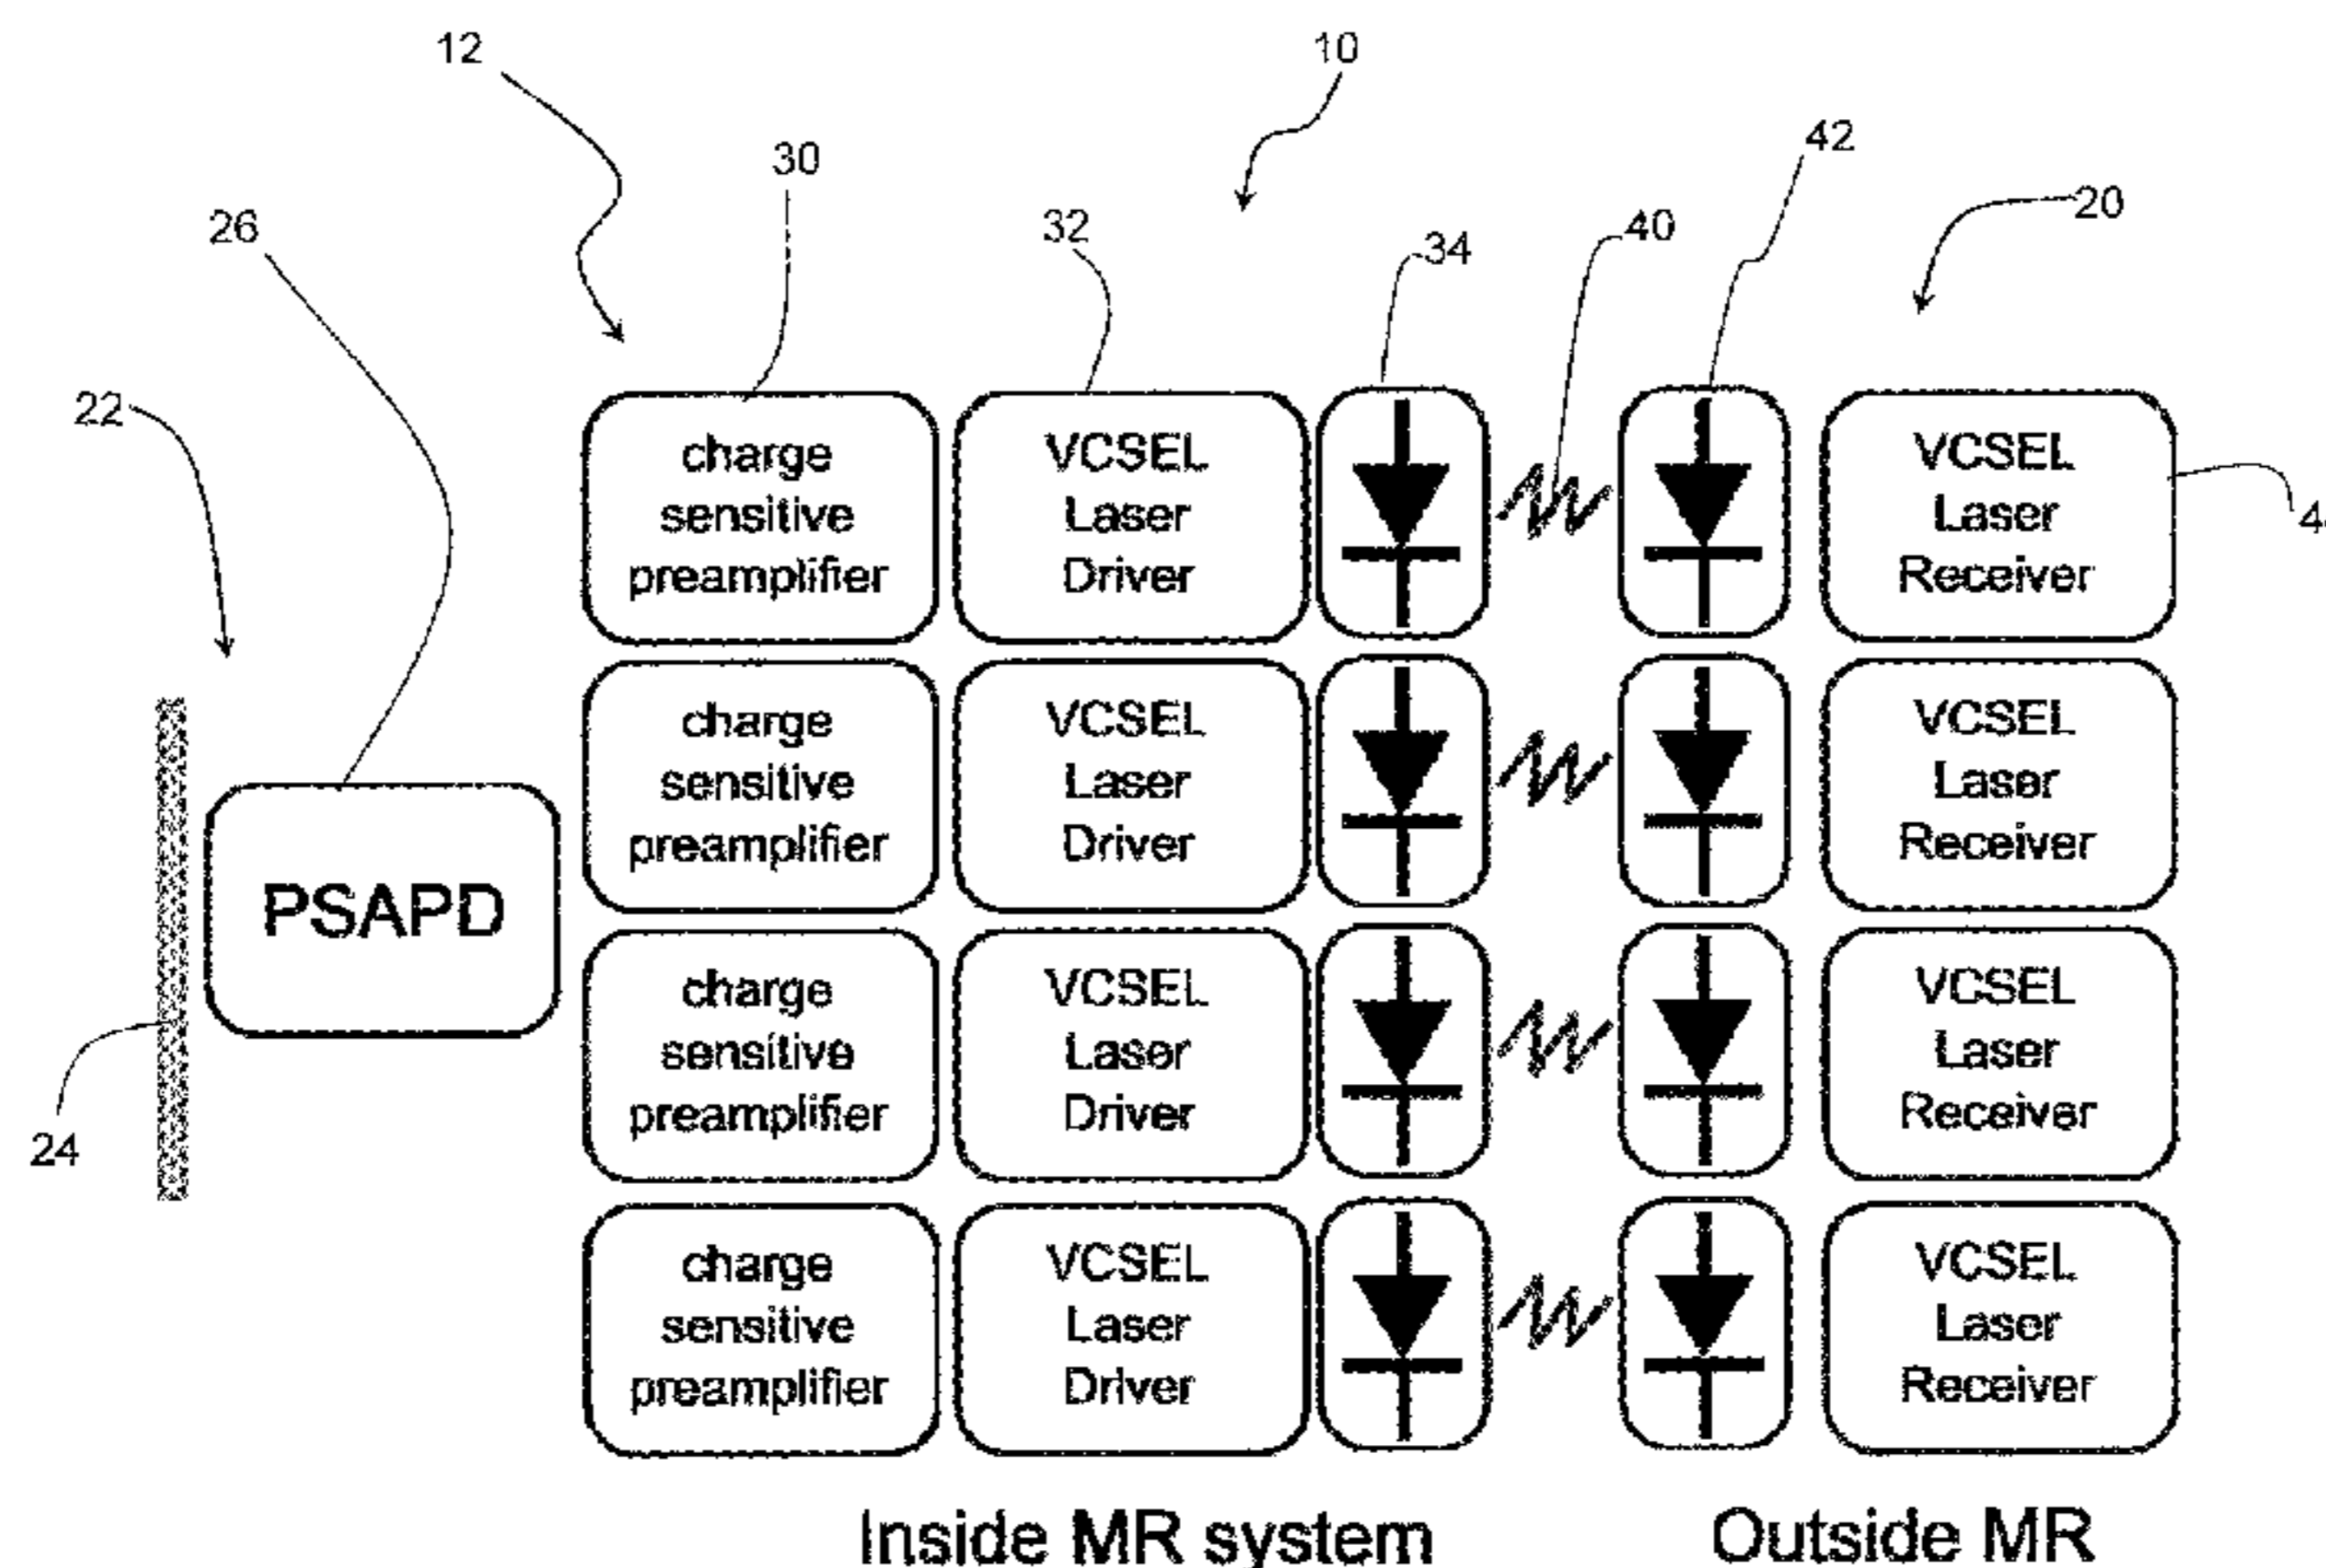 12
10
30
42
26
32
34
40
20
22
charge
sensitive
preamplifier
VCSEL
Laser
Driver
VCSEL
Laser
Receiver
charge
sensitive
preamplifier
VCSEL
Laser
Driver
VCSEL
Laser
Receiver
PSAPD
charge
sensitive
preamplifier
VCSEL
Laser
Driver
VCSEL
Laser
Receiver
24
charge
sensitive
preamplifier
VCSEL
Laser
Driver
VCSEL
Laser
Receiver
Inside MR system
Outside MR